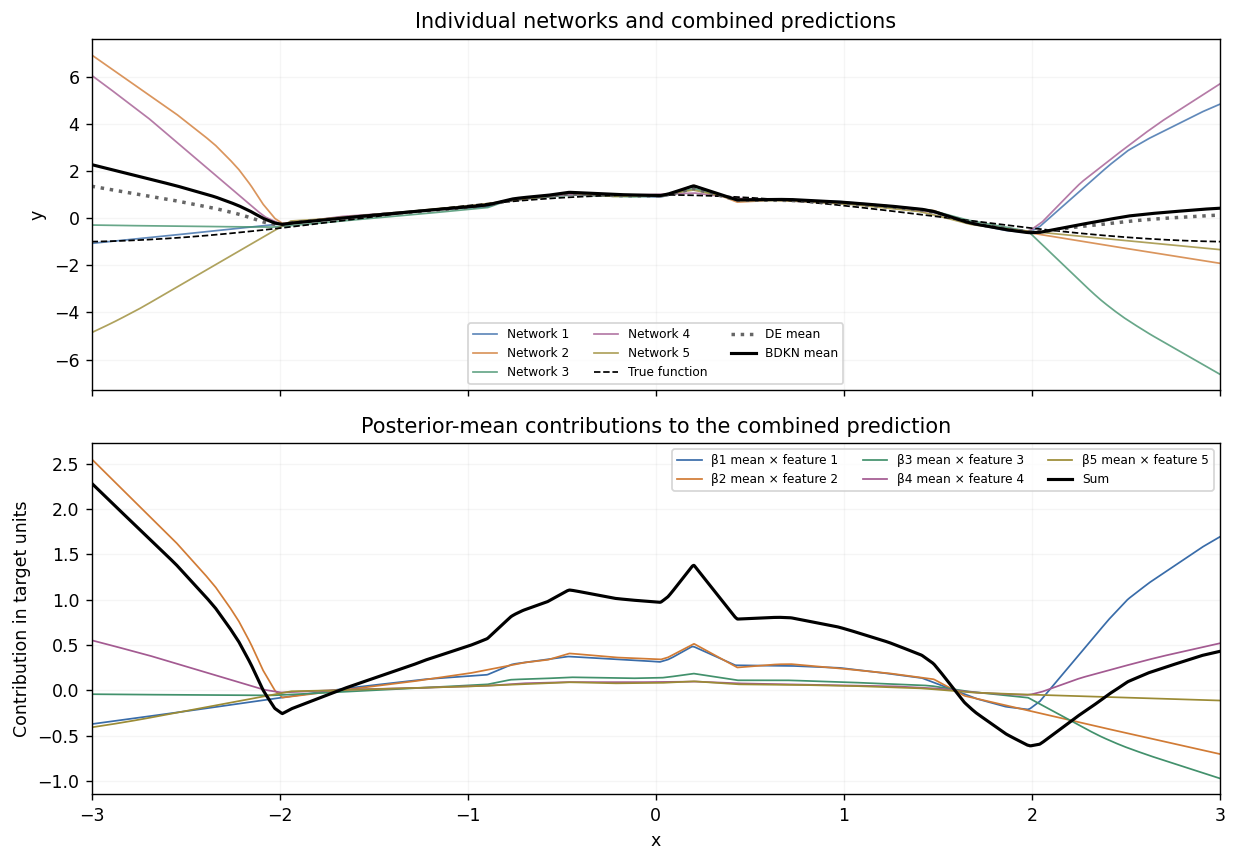 Individual networks and combined predictions
6
4
2
0
−2
−4
−6
y
Network 1
Network 2
Network 3
Network 4
Network 5
True function
DE mean
BDKN mean
Posterior-mean contributions to the combined prediction
2.5
2.0
1.5
1.0
0.5
0.0
−0.5
−1.0
Contribution in target units
β1 mean × feature 1
β2 mean × feature 2
β3 mean × feature 3
β4 mean × feature 4
β5 mean × feature 5
Sum
−3
−2
−1
0
1
2
3
x